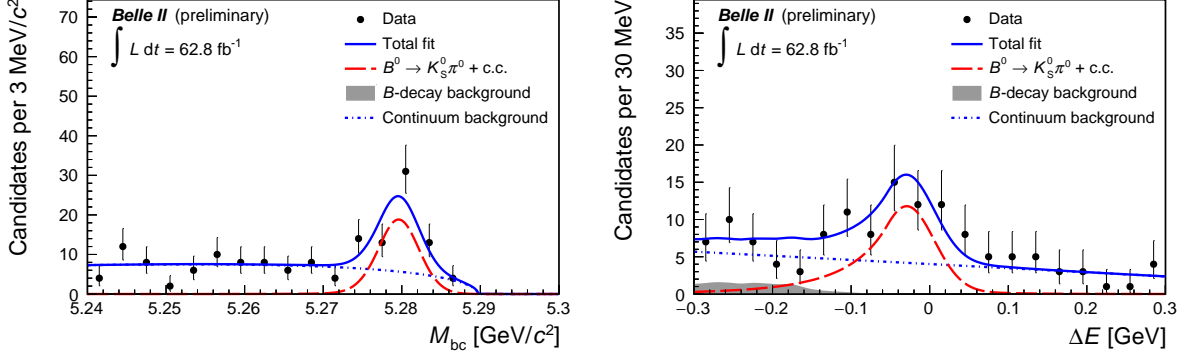 Belle II (preliminary)
∫ L dt = 62.8 fb⁻¹
Data
Total fit
B⁰ → K⁰_S π⁰ + c.c.
B-decay background
Continuum background
Candidates per 3 MeV/c²
70
60
50
40
30
20
10
0
5.24 5.25 5.26 5.27 5.28 5.29 5.3
M_bc [GeV/c²]
Belle II (preliminary)
∫ L dt = 62.8 fb⁻¹
Data
Total fit
B⁰ → K⁰_S π⁰ + c.c.
B-decay background
Continuum background
Candidates per 30 MeV
35
30
25
20
15
10
5
0
−0.3 −0.2 −0.1 0 0.1 0.2 0.3
ΔE [GeV]